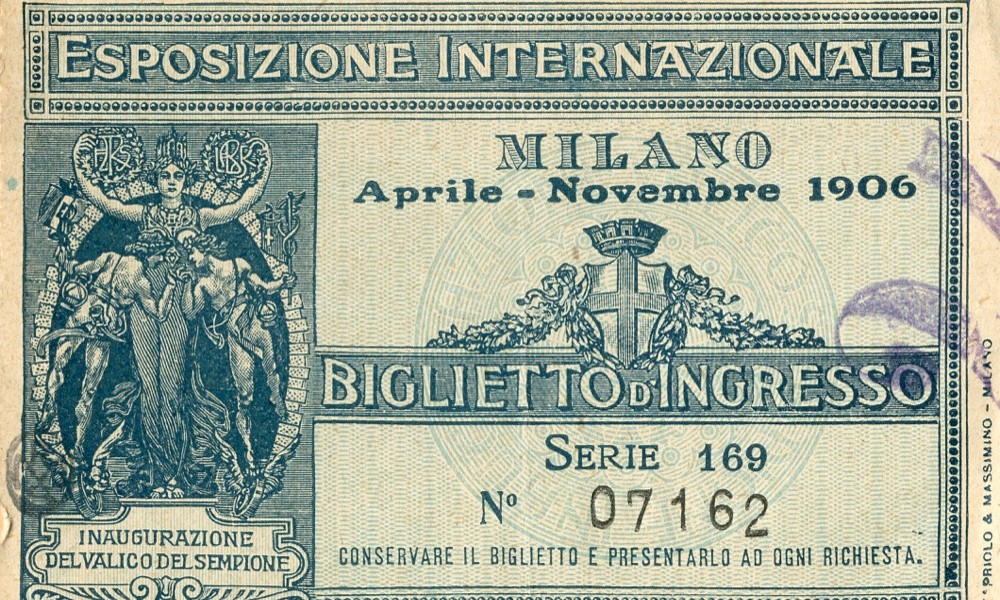 ESPOSIZIONE INTERNAZIONALE
MILANO
Aprile - Novembre 1906
BIGLIETTO D'INGRESSO
SERIE 169
Nº 07162
CONSERVARE IL BIGLIETTO E PRESENTARLO AD OGNI RICHIESTA.
INAUGURAZIONE
DEL VALICO DEL SEMPIONE
PRIOLO & MASSIMINO - MILANO